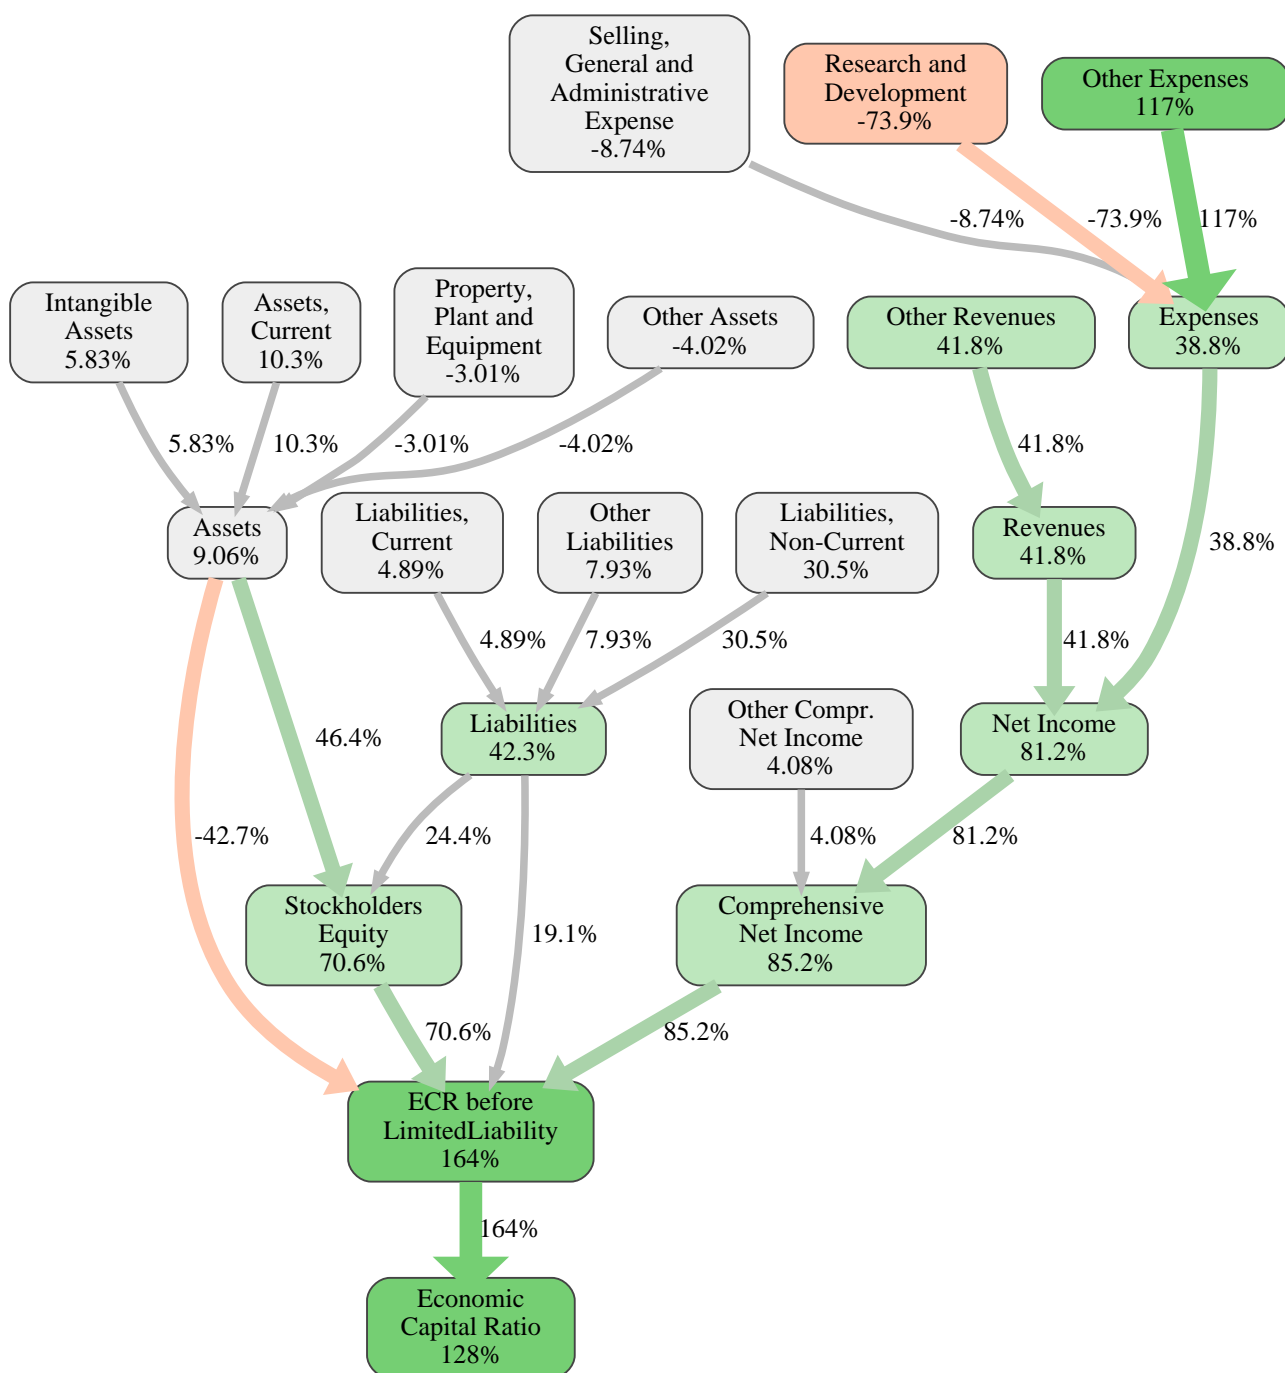 Selling,
General and
Administrative
Expense
-8.74%
Research and
Development
-73.9%
Other Expenses
117%
-8.74%
-73.9%
117%
Intangible
Assets
5.83%
Assets,
Current
10.3%
Property,
Plant and
Equipment
-3.01%
Other Assets
-4.02%
Other Revenues
41.8%
Expenses
38.8%
5.83%
10.3%
-3.01%
-4.02%
41.8%
38.8%
Assets
9.06%
Liabilities,
Current
4.89%
Other
Liabilities
7.93%
Liabilities,
Non-Current
30.5%
Revenues
41.8%
4.89%
7.93%
30.5%
41.8%
46.4%
Liabilities
42.3%
Other Compr.
Net Income
4.08%
Net Income
81.2%
-42.7%
24.4%
4.08%
81.2%
Stockholders
Equity
70.6%
19.1%
Comprehensive
Net Income
85.2%
70.6%
85.2%
ECR before
LimitedLiability
164%
164%
Economic
Capital Ratio
128%